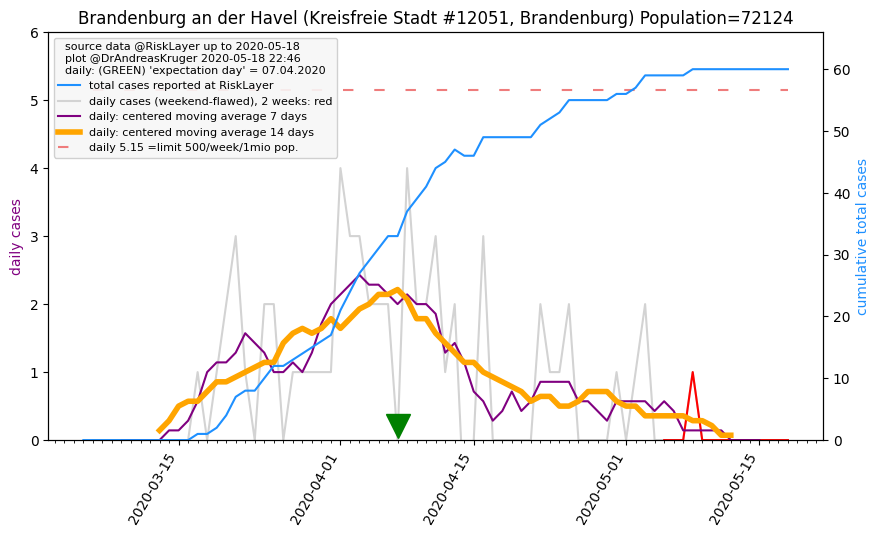 Brandenburg an der Havel (Kreisfreie Stadt #12051, Brandenburg) Population=72124
source data @RiskLayer up to 2020-05-18
plot @DrAndreasKruger 2020-05-18 22:46
daily: (GREEN) 'expectation day' = 07.04.2020
total cases reported at RiskLayer
daily cases (weekend-flawed), 2 weeks: red
daily: centered moving average 7 days
daily: centered moving average 14 days
daily 5.15 =limit 500/week/1mio pop.
daily cases
6
5
4
3
2
1
0
60
50
40
30
20
10
0
cumulative total cases
2020-03-15
2020-04-01
2020-04-15
2020-05-01
2020-05-15